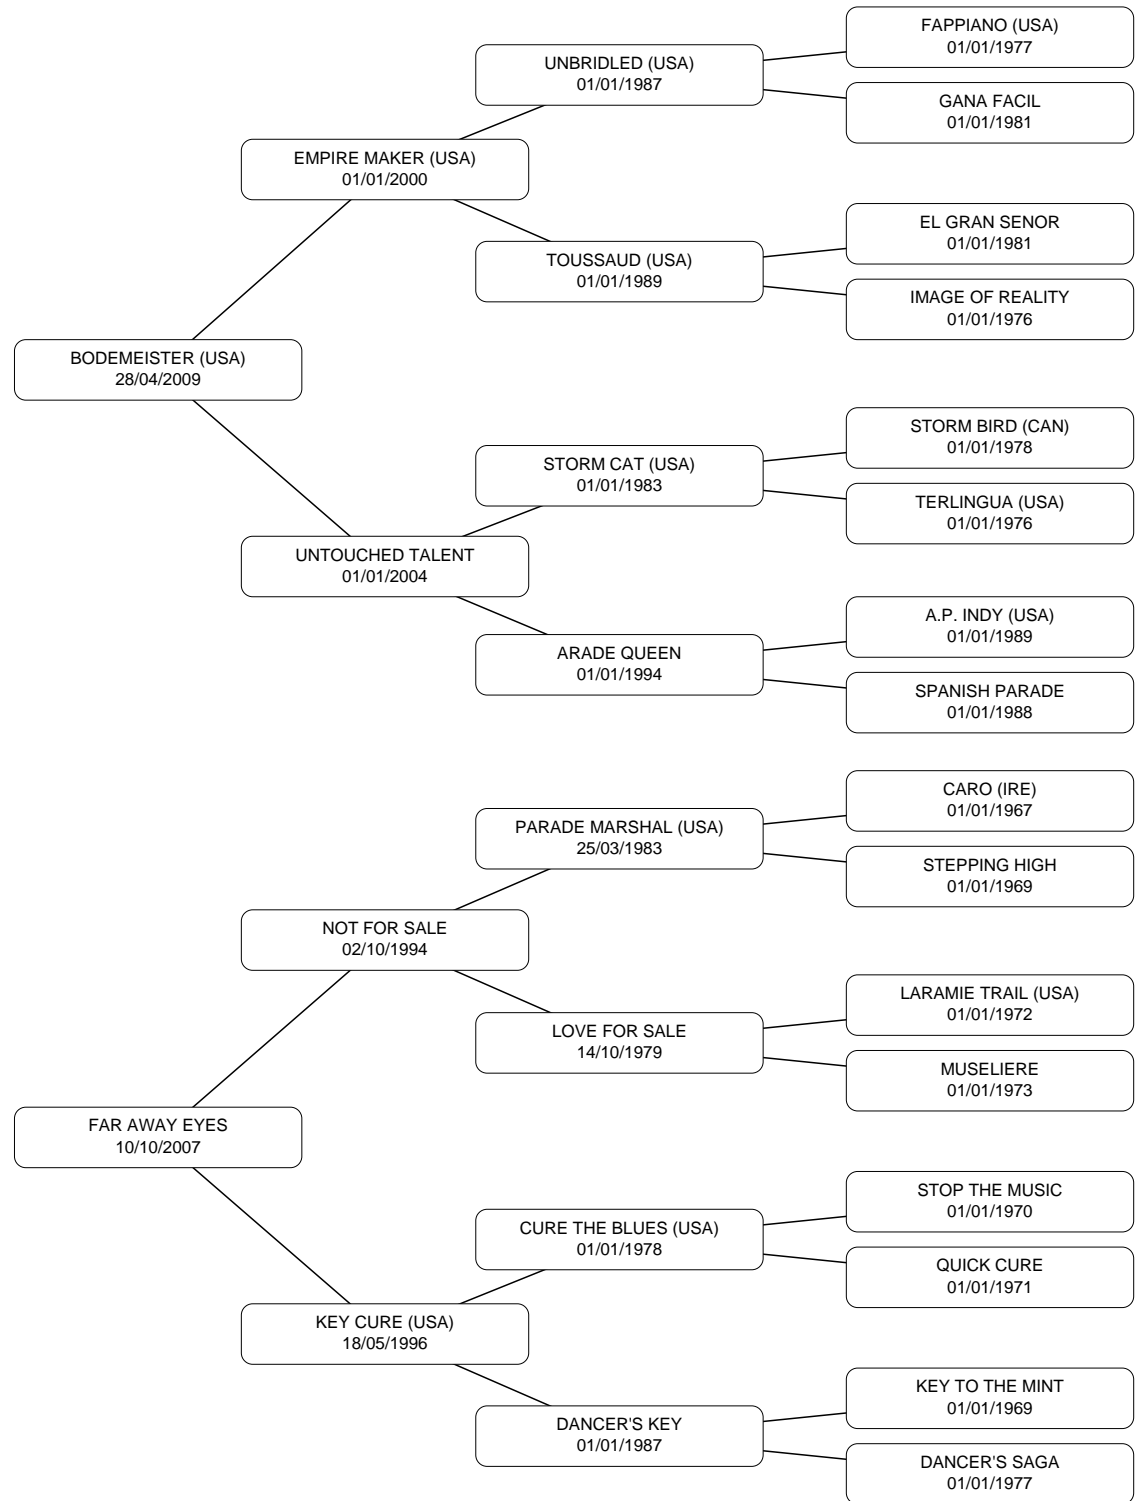 FAPPIANO (USA)
01/01/1977
UNBRIDLED (USA)
01/01/1987
GANA FACIL
01/01/1981
EMPIRE MAKER (USA)
01/01/2000
EL GRAN SENOR
01/01/1981
TOUSSAUD (USA)
01/01/1989
IMAGE OF REALITY
01/01/1976
BODEMEISTER (USA)
28/04/2009
STORM BIRD (CAN)
01/01/1978
STORM CAT (USA)
01/01/1983
TERLINGUA (USA)
01/01/1976
UNTOUCHED TALENT
01/01/2004
A.P. INDY (USA)
01/01/1989
ARADE QUEEN
01/01/1994
SPANISH PARADE
01/01/1988
CARO (IRE)
01/01/1967
PARADE MARSHAL (USA)
25/03/1983
STEPPING HIGH
01/01/1969
NOT FOR SALE
02/10/1994
LARAMIE TRAIL (USA)
01/01/1972
LOVE FOR SALE
14/10/1979
MUSELIERE
01/01/1973
FAR AWAY EYES
10/10/2007
STOP THE MUSIC
01/01/1970
CURE THE BLUES (USA)
01/01/1978
QUICK CURE
01/01/1971
KEY CURE (USA)
18/05/1996
KEY TO THE MINT
01/01/1969
DANCER'S KEY
01/01/1987
DANCER'S SAGA
01/01/1977